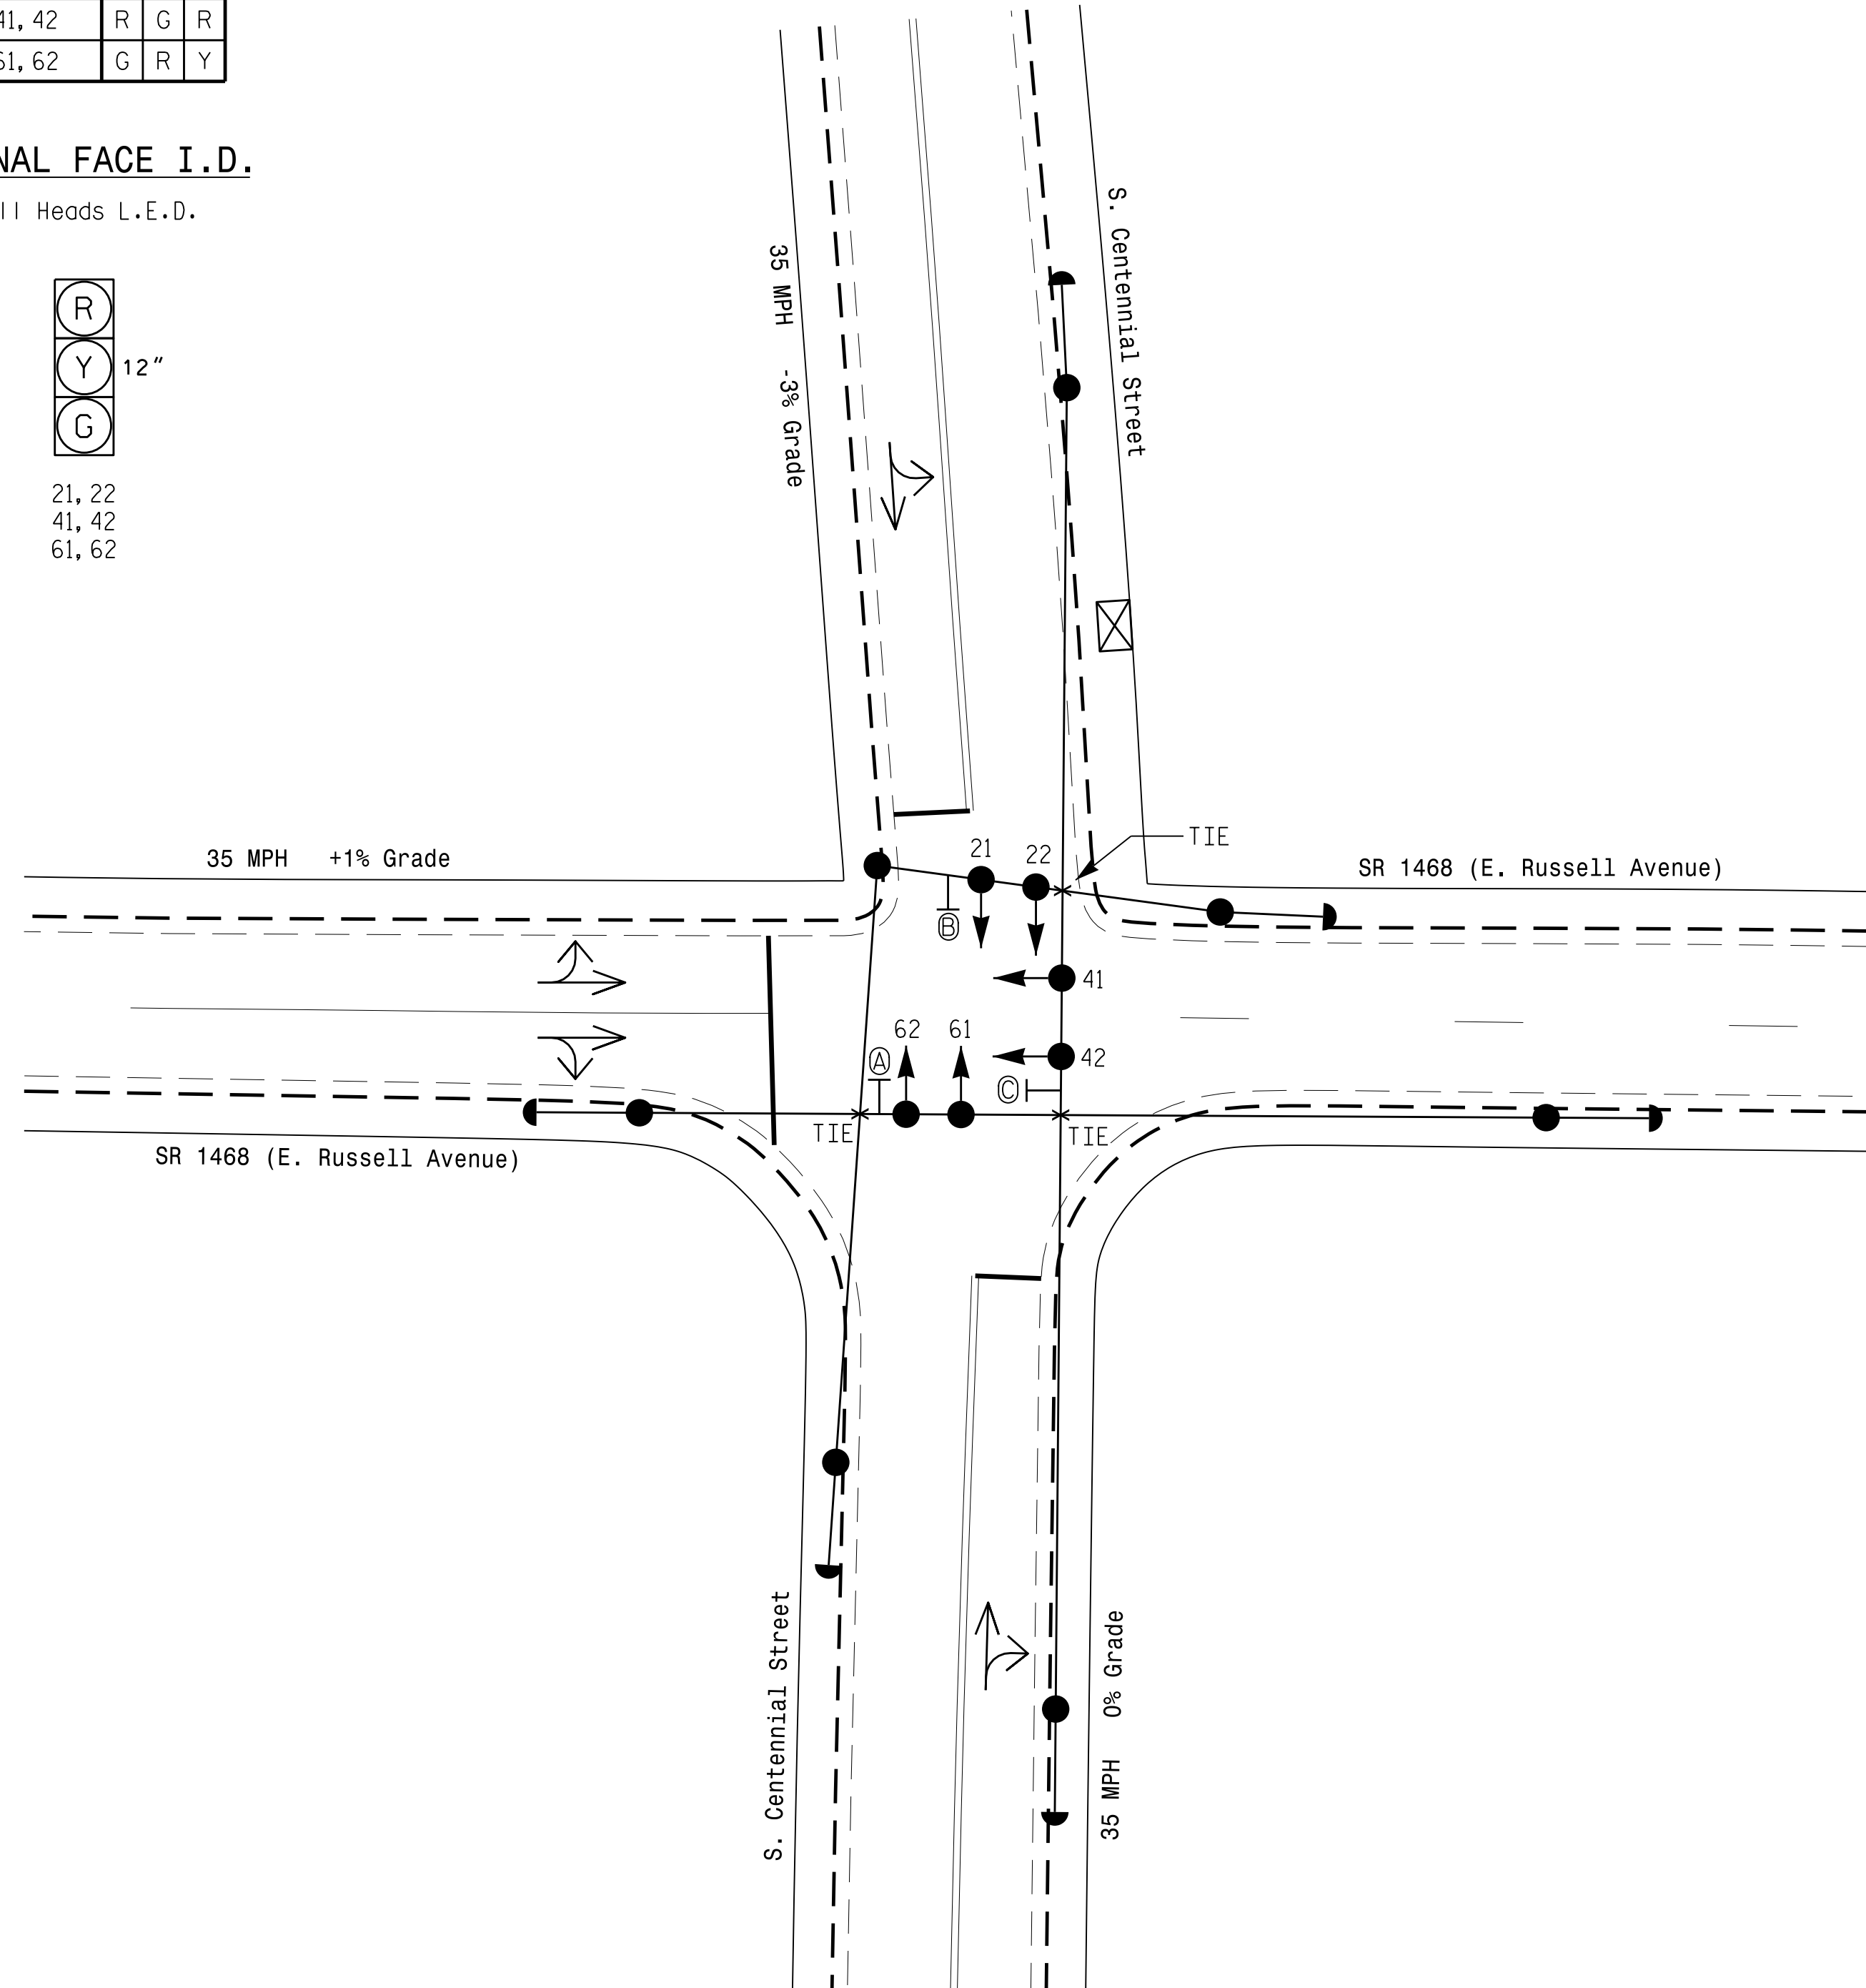 41, 42 R G R
61, 62 G R Y
FACE I.D.
Heads L.E.D.
R
Y 12"
G
21, 22
41, 42
61, 62
S. Centennial Street
35 MPH -3% Grade
TIE
21
22
35 MPH +1% Grade
SR 1468 (E. Russell Avenue)
B
41
62 61
42
A
C
TIE
TIE
SR 1468 (E. Russell Avenue)
S. Centennial Street
35 MPH 0% Grade